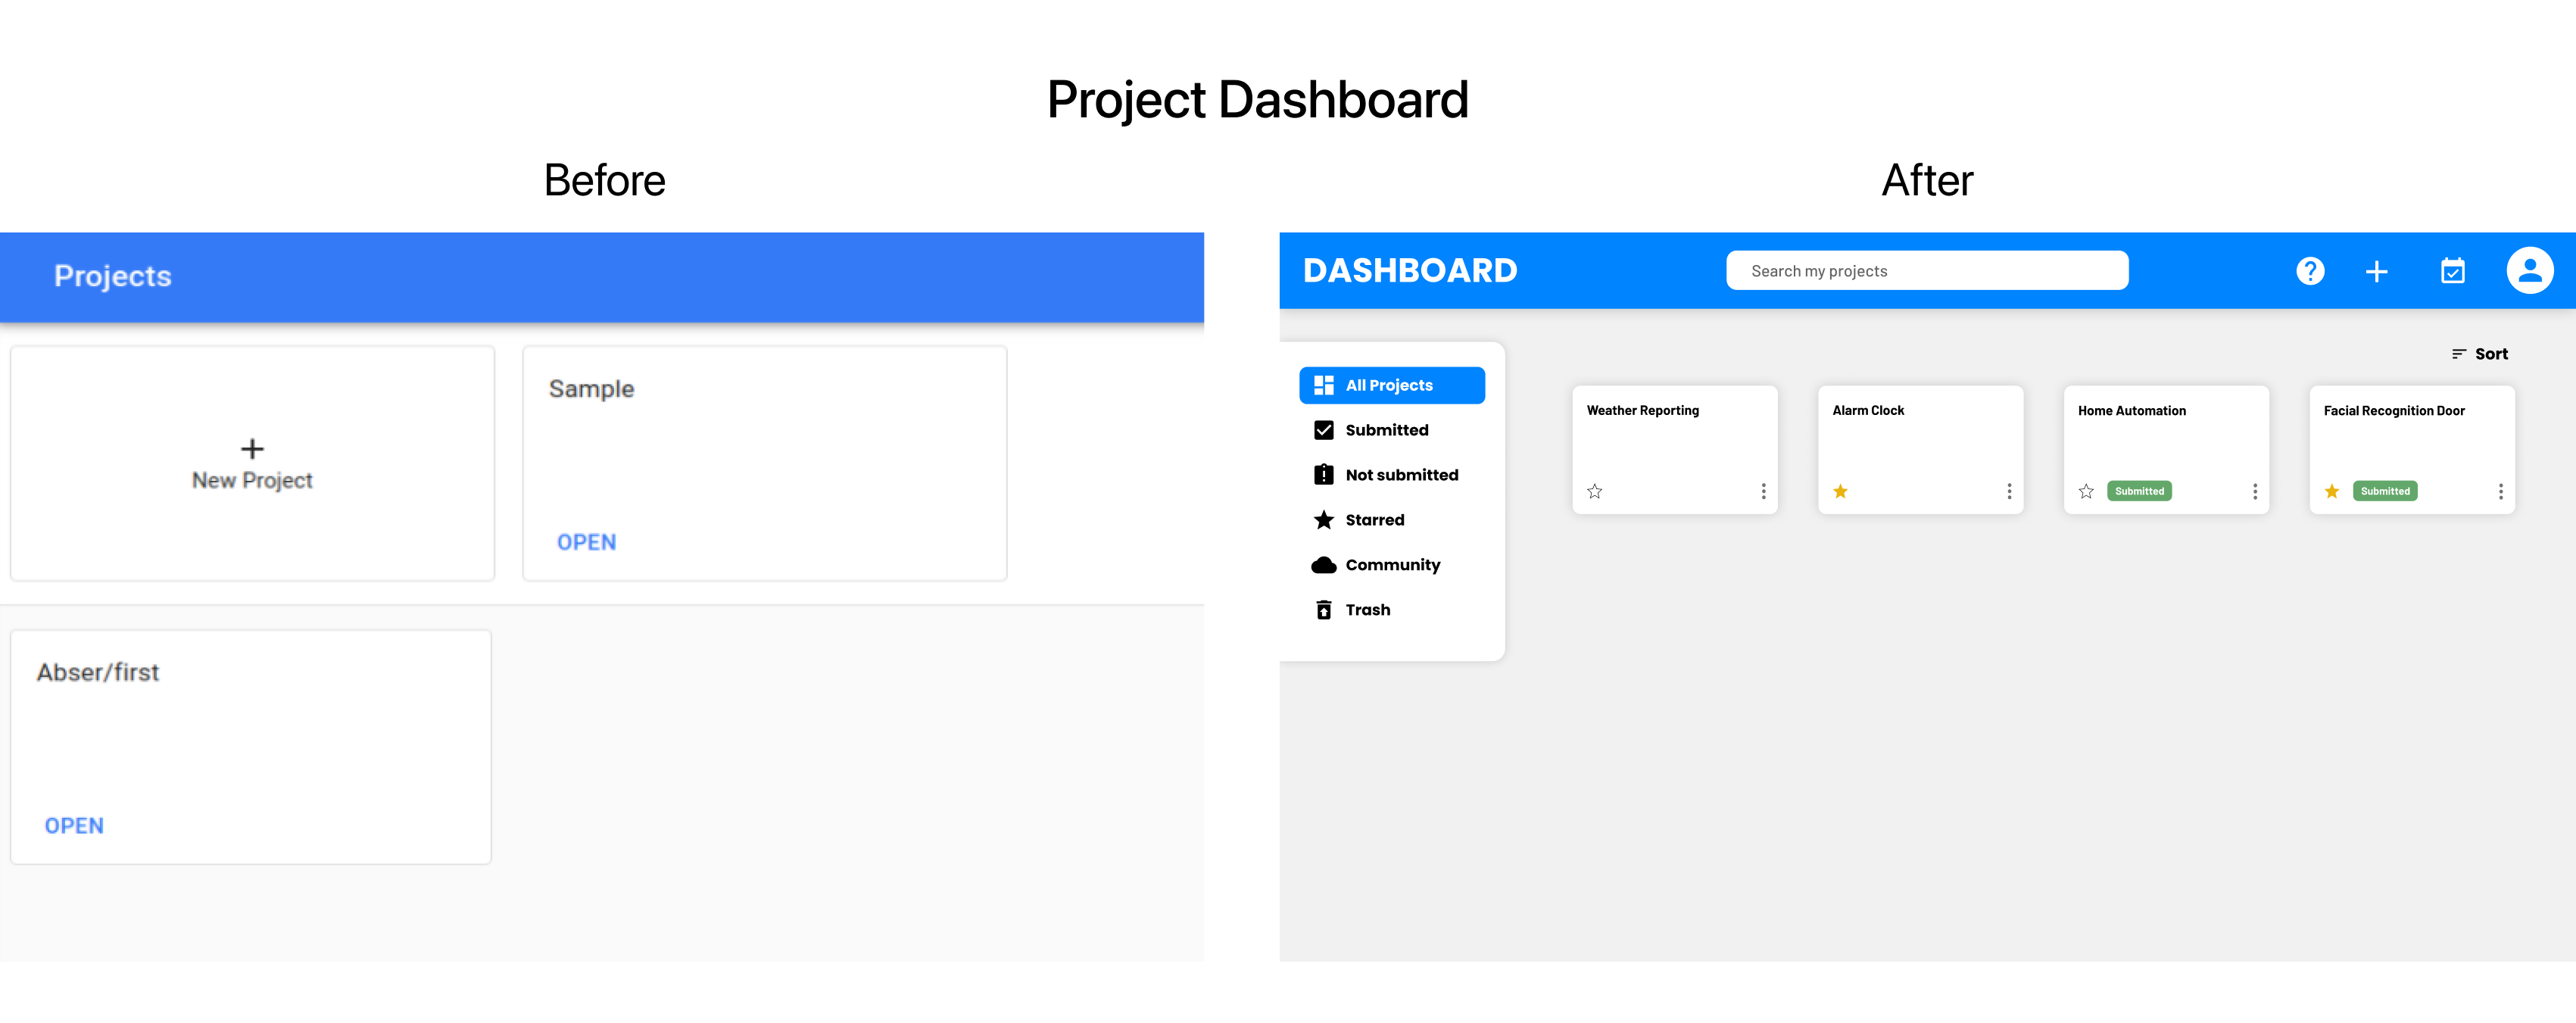 Project Dashboard
Before
After
Projects
New Project
Sample
OPEN
Abser/first
OPEN
DASHBOARD
Search my projects
All Projects
Submitted
Not submitted
Starred
Community
Trash
Sort
Weather Reporting
Alarm Clock
Home Automation
Submitted
Facial Recognition Door
Submitted